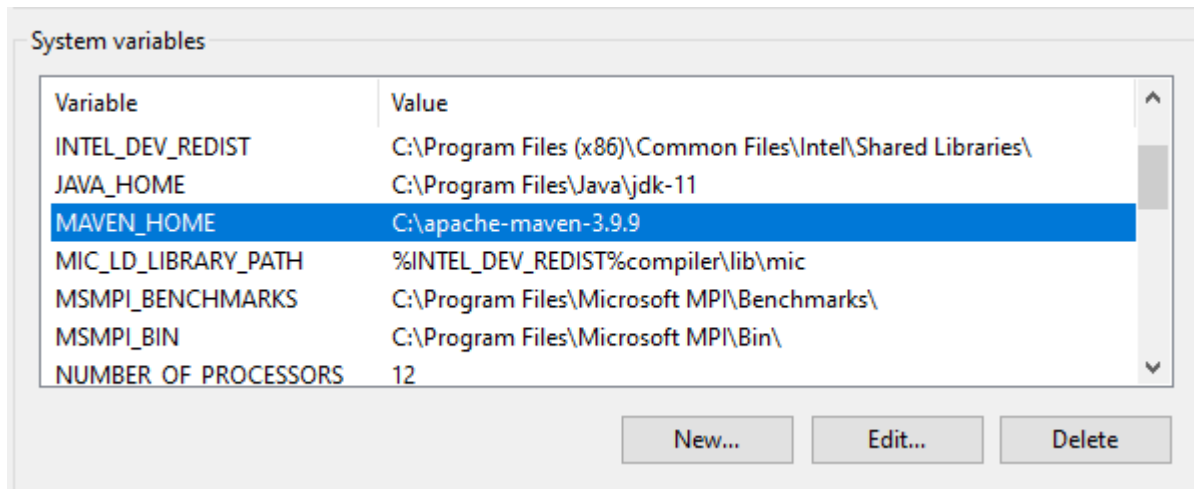 System variables
Variable Value
INTEL_DEV_REDIST C:\Program Files (x86)\Common Files\Intel\Shared Libraries\
JAVA_HOME C:\Program Files\Java\jdk-11
MAVEN_HOME C:\apache-maven-3.9.9
MIC_LD_LIBRARY_PATH %INTEL_DEV_REDIST%compiler\lib\mic
MSMPI_BENCHMARKS C:\Program Files\Microsoft MPI\Benchmarks\
MSMPI_BIN C:\Program Files\Microsoft MPI\Bin\
NUMBER_OF_PROCESSORS 12
New... Edit... Delete